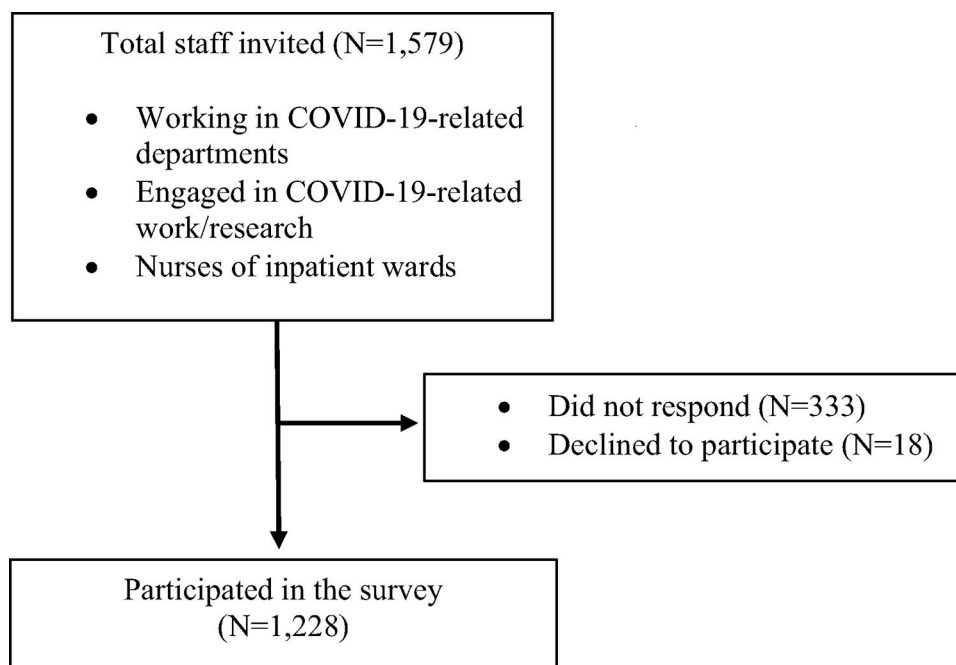 Total staff invited (N=1,579)
• Working in COVID-19-related
departments
• Engaged in COVID-19-related
work/research
• Nurses of inpatient wards
• Did not respond (N=333)
• Declined to participate (N=18)
Participated in the survey
(N=1,228)